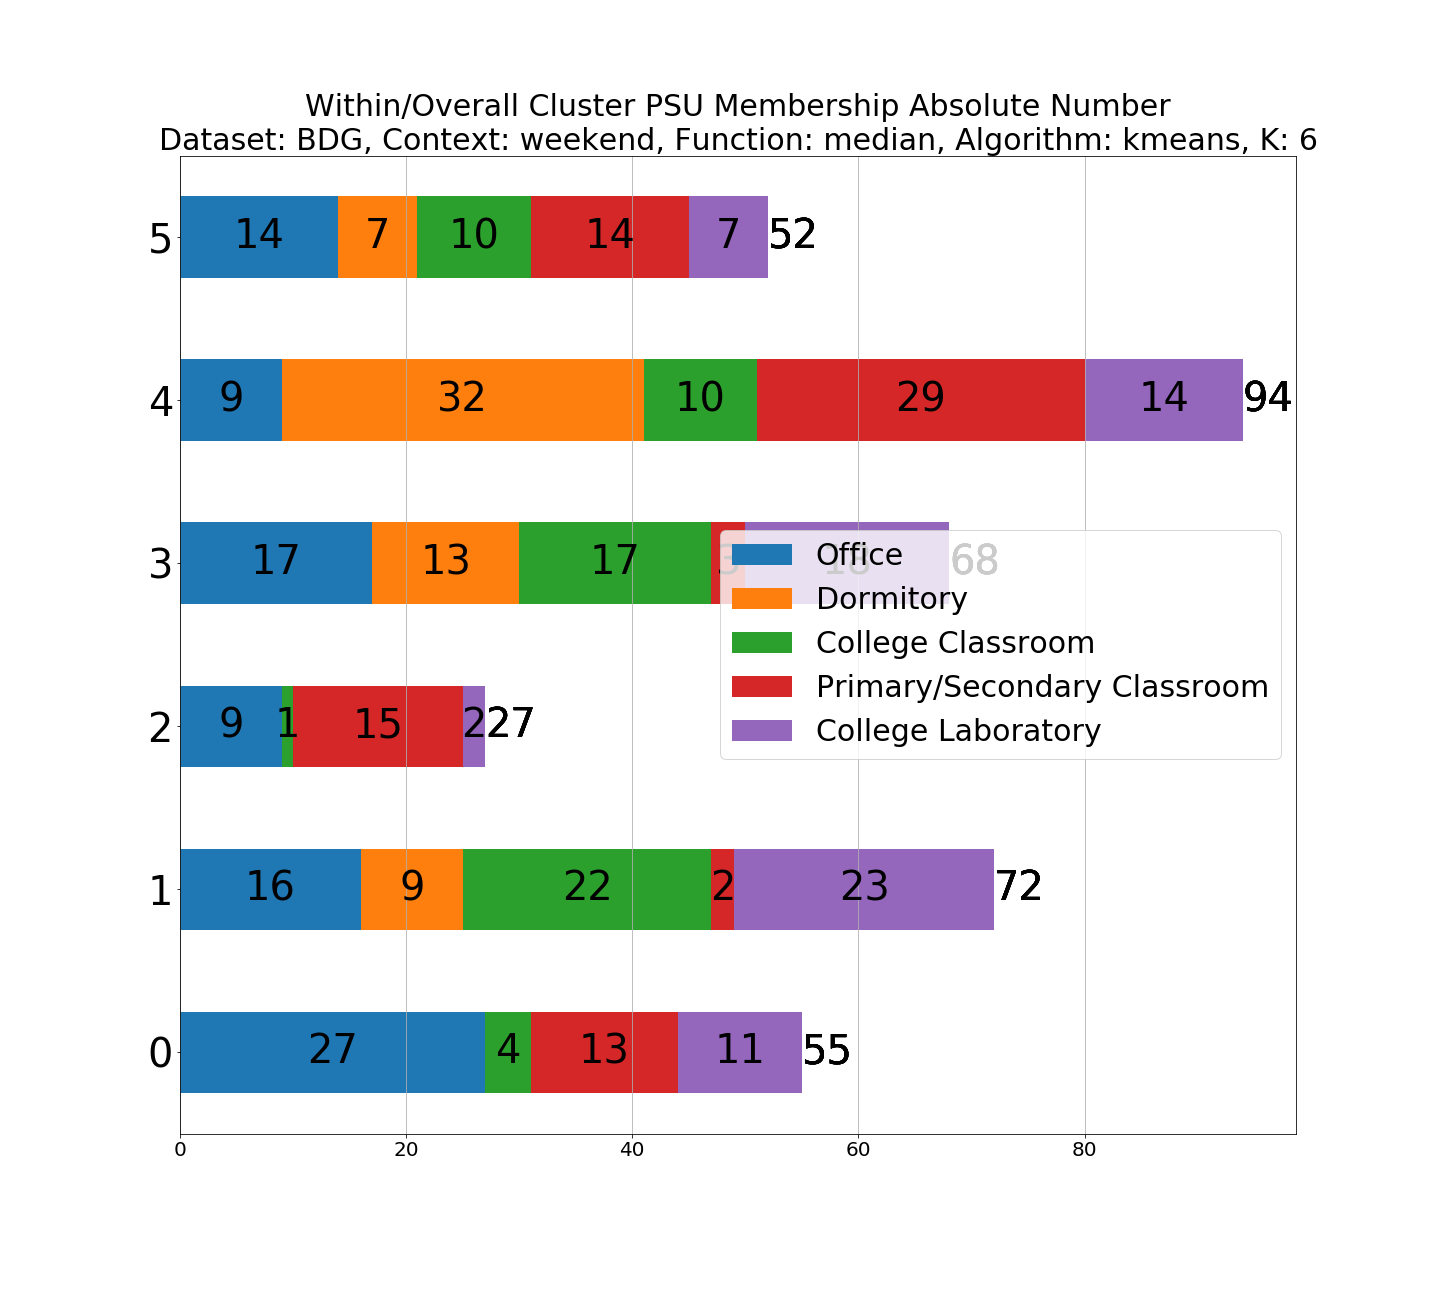 Within/Overall Cluster PSU Membership Absolute Number
Dataset: BDG, Context: weekend, Function: median, Algorithm: kmeans, K: 6
5 14 7 10 14 7 52
4 9 32 10 29 14 94
3 17 13 17 3 18 68
Office
Dormitory
College Classroom
Primary/Secondary Classroom
College Laboratory
2 9 1 15 2 27
1 16 9 22 2 23 72
0 27 4 13 11 55
0 20 40 60 80